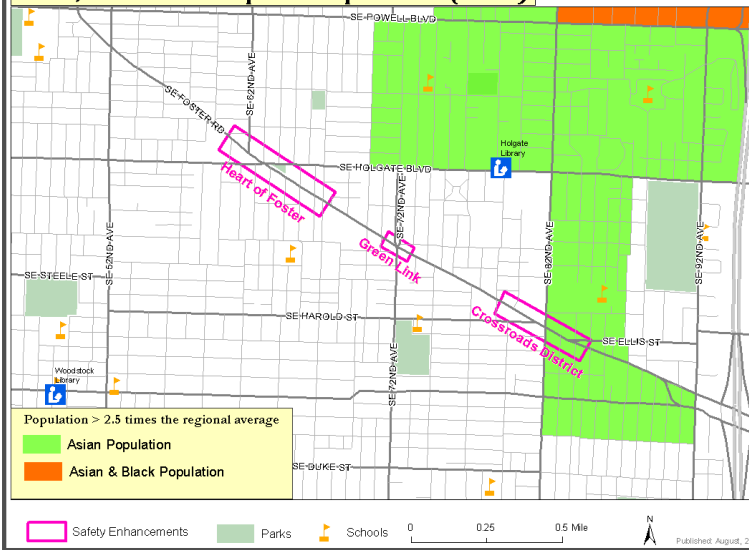 SE POWELL BLVD
SE 62ND AVE
SE FOSTER RD
Holgate
Library
SE HOLGATE BLVD
Heart of Foster
SE 72ND AVE
Green Link
SE 52ND AVE
SE 82ND AVE
SE 92ND AVE
SE STEELE ST
SE HAROLD ST
Crossroads District
SE ELLIS ST
Woodstock
Library
SE 72ND AVE
Population > 2.5 times the regional average
Asian Population
Asian & Black Population
SE DUKE ST
Safety Enhancements
Parks
Schools
0
0.25
0.5 Mile
N
Published: August, 2